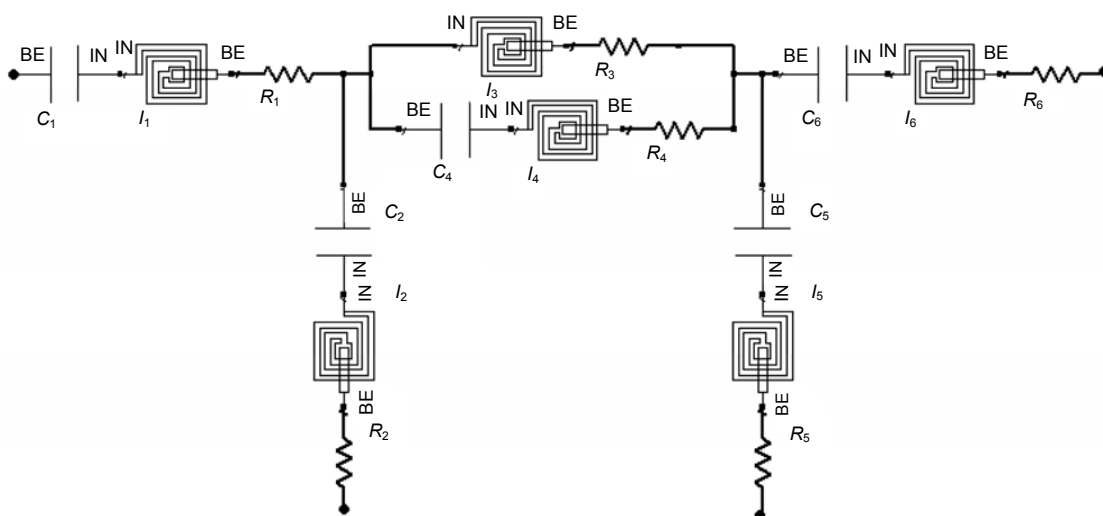 BE IN IN BE IN BE BE IN IN BE
C1 I1 R1 I3 R3 C6 I6 R6
BE IN IN BE
C4 I4 R4
BE C2 BE C5
IN IN
IN I2 IN I5
BE BE
R2 R5